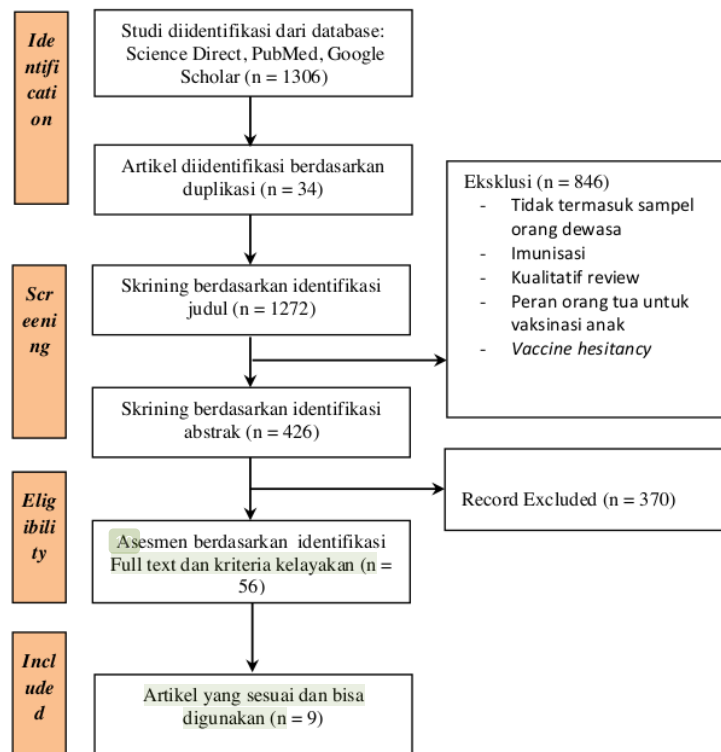 Ide
ntifi
cati
on
Studi diidentifikasi dari database:
Science Direct, PubMed, Google
Scholar (n = 1306)
Artikel diidentifikasi berdasarkan
duplikasi (n = 34)
Eksklusi (n = 846)
- Tidak termasuk sampel
orang dewasa
- Imunisasi
- Kualitatif review
- Peran orang tua untuk
vaksinasi anak
- Vaccine hesitancy
Scr
eeni
ng
Skrining berdasarkan identifikasi
judul (n = 1272)
Skrining berdasarkan identifikasi
abstrak (n = 426)
Record Excluded (n = 370)
Elig
ibili
ty
Asesmen berdasarkan identifikasi
Full text dan kriteria kelayakan (n =
56)
Incl
ude
d
Artikel yang sesuai dan bisa
digunakan (n = 9)